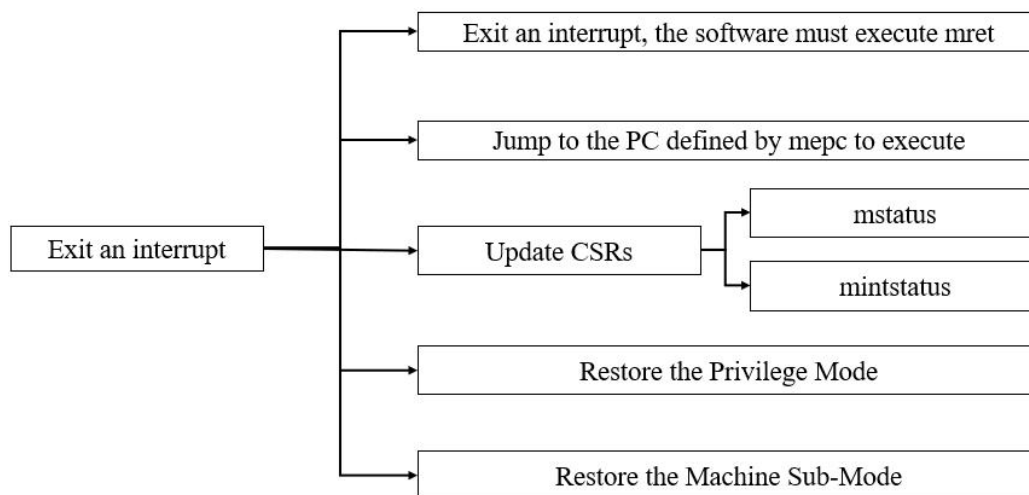 Exit an interrupt, the software must execute mret
Jump to the PC defined by mepc to execute
mstatus
Exit an interrupt
Update CSRs
mintstatus
Restore the Privilege Mode
Restore the Machine Sub-Mode